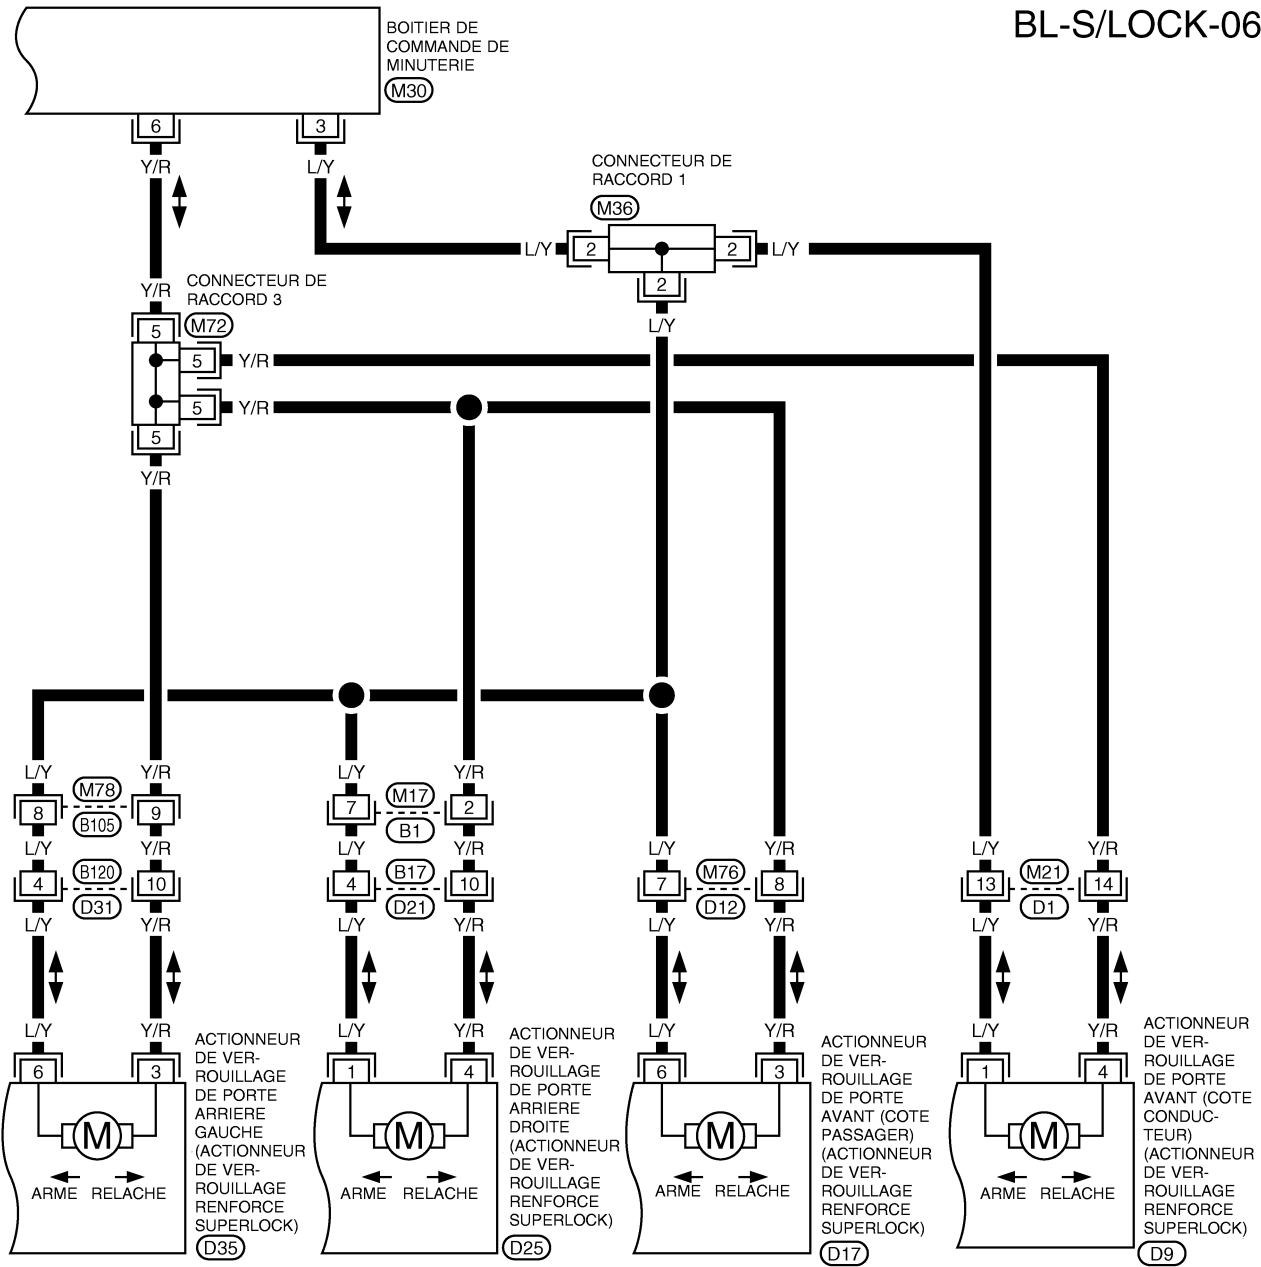 BL-S/LOCK-06
BOITIER DE
COMMANDE DE
MINUTERIE
M30
6 3
Y/R L/Y
CONNECTEUR DE
RACCORD 1
M36
L/Y 2 2 L/Y
2
L/Y
Y/R
CONNECTEUR DE
RACCORD 3
M72
5
5 Y/R
5 Y/R
5
Y/R
L/Y Y/R L/Y Y/R
8 M78 9 7 M17 2
B105 B1
L/Y Y/R L/Y Y/R L/Y Y/R L/Y Y/R
4 B120 10 4 B17 10 7 M76 8 13 M21 14
D31 D21 D12 D1
L/Y Y/R L/Y Y/R L/Y Y/R L/Y Y/R
L/Y Y/R L/Y Y/R L/Y Y/R L/Y Y/R
6 3 1 4 6 3 1 4
M
ARME RELACHE
ACTIONNEUR
DE VER-
ROUILLAGE
DE PORTE
ARRIERE
GAUCHE
(ACTIONNEUR
DE VER-
ROUILLAGE
RENFORCE
SUPERLOCK)
D35
M
ARME RELACHE
ACTIONNEUR
DE VER-
ROUILLAGE
DE PORTE
ARRIERE
DROITE
(ACTIONNEUR
DE VER-
ROUILLAGE
RENFORCE
SUPERLOCK)
D25
M
ARME RELACHE
ACTIONNEUR
DE VER-
ROUILLAGE
DE PORTE
AVANT (COTE
PASSAGER)
(ACTIONNEUR
DE VER-
ROUILLAGE
RENFORCE
SUPERLOCK)
D17
M
ARME RELACHE
ACTIONNEUR
DE VER-
ROUILLAGE
DE PORTE
AVANT (COTE
CONDUC-
TEUR)
(ACTIONNEUR
DE VER-
ROUILLAGE
RENFORCE
SUPERLOCK)
D9